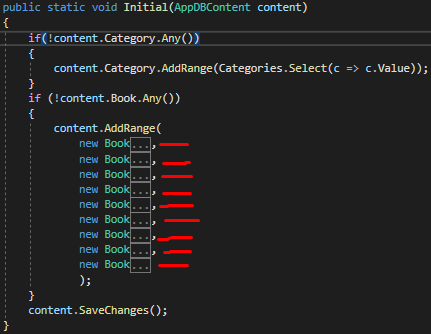 public static void Initial(AppDBContent content)
{
if(!content.Category.Any())
{
content.Category.AddRange(Categories.Select(c => c.Value));
}
if (!content.Book.Any())
{
content.AddRange(
new Book...,
new Book...,
new Book...,
new Book...,
new Book...,
new Book...,
new Book...,
new Book...,
new Book...
);
}
content.SaveChanges();
}